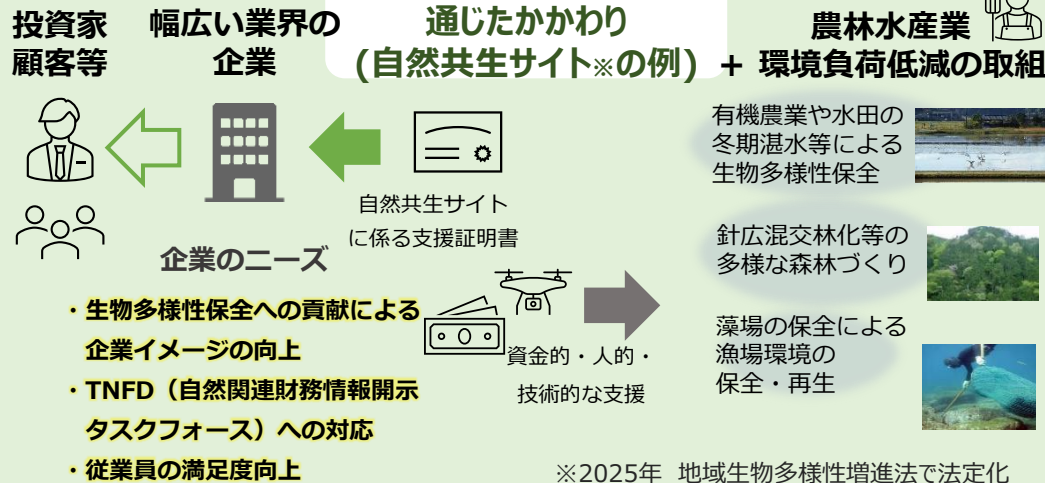 投資家
顧客等
幅広い業界の
企業
通じたかかわり
(自然共生サイト※の例)
農林水産業
+ 環境負荷低減の取組
自然共生サイト
に係る支援証明書
企業のニーズ
・生物多様性保全への貢献による
企業イメージの向上
・TNFD（自然関連財務情報開示
タスクフォース）への対応
・従業員の満足度向上
資金的・人的・
技術的な支援
有機農業や水田の
冬期湛水等による
生物多様性保全
針広混交林化等の
多様な森林づくり
藻場の保全による
漁場環境の
保全・再生
※2025年 地域生物多様性増進法で法定化